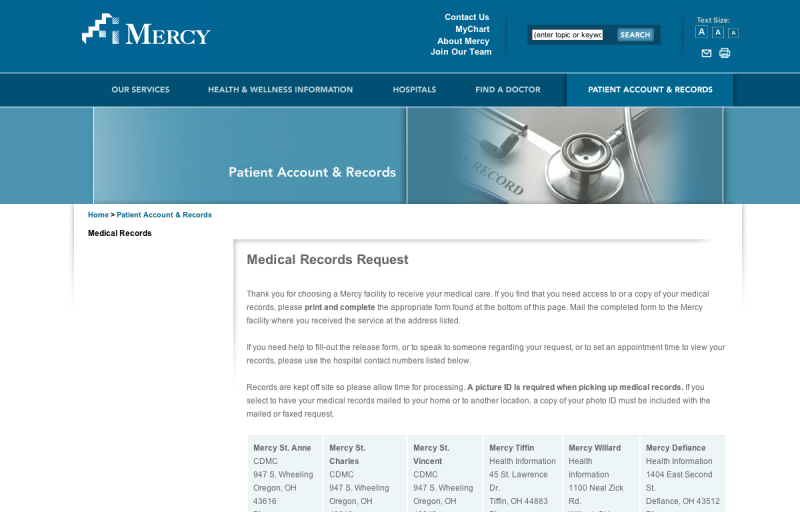 MERCY
Contact Us
MyChart
About Mercy
Join Our Team
(enter topic or keywo
SEARCH
Text Size:
A A A
OUR SERVICES
HEALTH & WELLNESS INFORMATION
HOSPITALS
FIND A DOCTOR
PATIENT ACCOUNT & RECORDS
Patient Account & Records
RECORD
Home > Patient Account & Records
Medical Records
Medical Records Request
Thank you for choosing a Mercy facility to receive your medical care. If you find that you need access to or a copy of your medical
records, please print and complete the appropriate form found at the bottom of this page. Mail the completed form to the Mercy
facility where you received the service at the address listed.
If you need help to fill-out the release form, or to speak to someone regarding your request, or to set an appointment time to view your
records, please use the hospital contact numbers listed below.
Records are kept off site so please allow time for processing. A picture ID is required when picking up medical records. If you
select to have your medical records mailed to your home or to another location, a copy of your photo ID must be included with the
mailed or faxed request.
Mercy St. Anne
CDMC
947 S. Wheeling
Oregon, OH
43616
Mercy St.
Charles
CDMC
947 S. Wheeling
Oregon, OH
Mercy St.
Vincent
CDMC
947 S. Wheeling
Oregon, OH
Mercy Tiffin
Health Information
45 St. Lawrence
Dr.
Tiffin, OH 44883
Mercy Willard
Health
Information
1100 Neal Zick
Rd.
Mercy Defiance
Health Information
1404 East Second
St.
Defiance, OH 43512